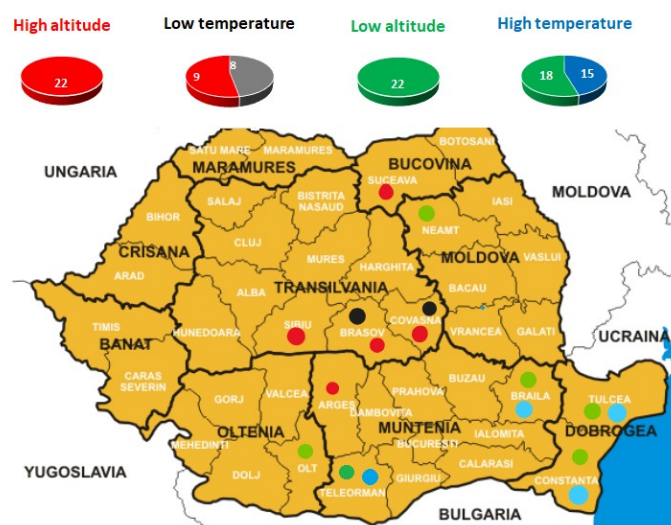 High altitude
Low temperature
Low altitude
High temperature
22
9
8
22
18
15
SATU MARE
MARAMURES
MARAMURES
BOTOSANI
BUCOVINA
UNGARIA
SUCEAVA
MOLDOVA
SALAJ
BISTRITA
NASAUD
IASI
BIHOR
NEAMT
CLUJ
CRISANA
MOLDOVA
VASLUI
MURES
HARGHITA
ARAD
BACAU
ALBA
TRANSILVANIA
COVASNA
TIMIS
HUNEDOARA
SIBIU
BRASOV
VRANCEA
GALATI
UCRAINA
BANAT
CARAS
SEVERIN
BUZAU
GORJ
VALCEA
PRAHOVA
BRAILA
TULCEA
ARGES
DAMBOVITA
OLTENIA
MUNTENIA
IALOMITA
DOBROGEA
MEHEDINTI
BUCURESTI
CALARASI
YUGOSLAVIA
DOLJ
OLT
GIURGIU
CONSTANTA
TELEORMAN
BULGARIA